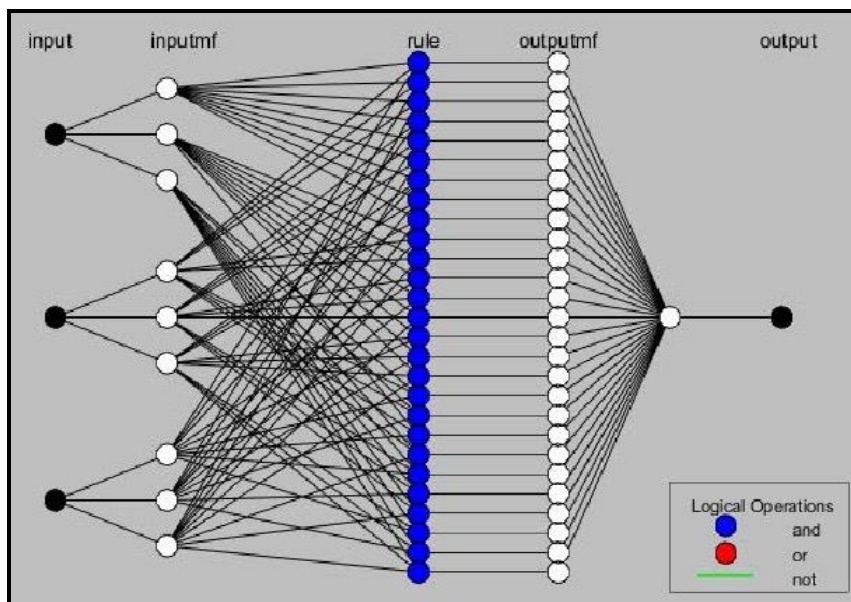 input inputmf rule outputmf output
Logical Operations
and
or
not